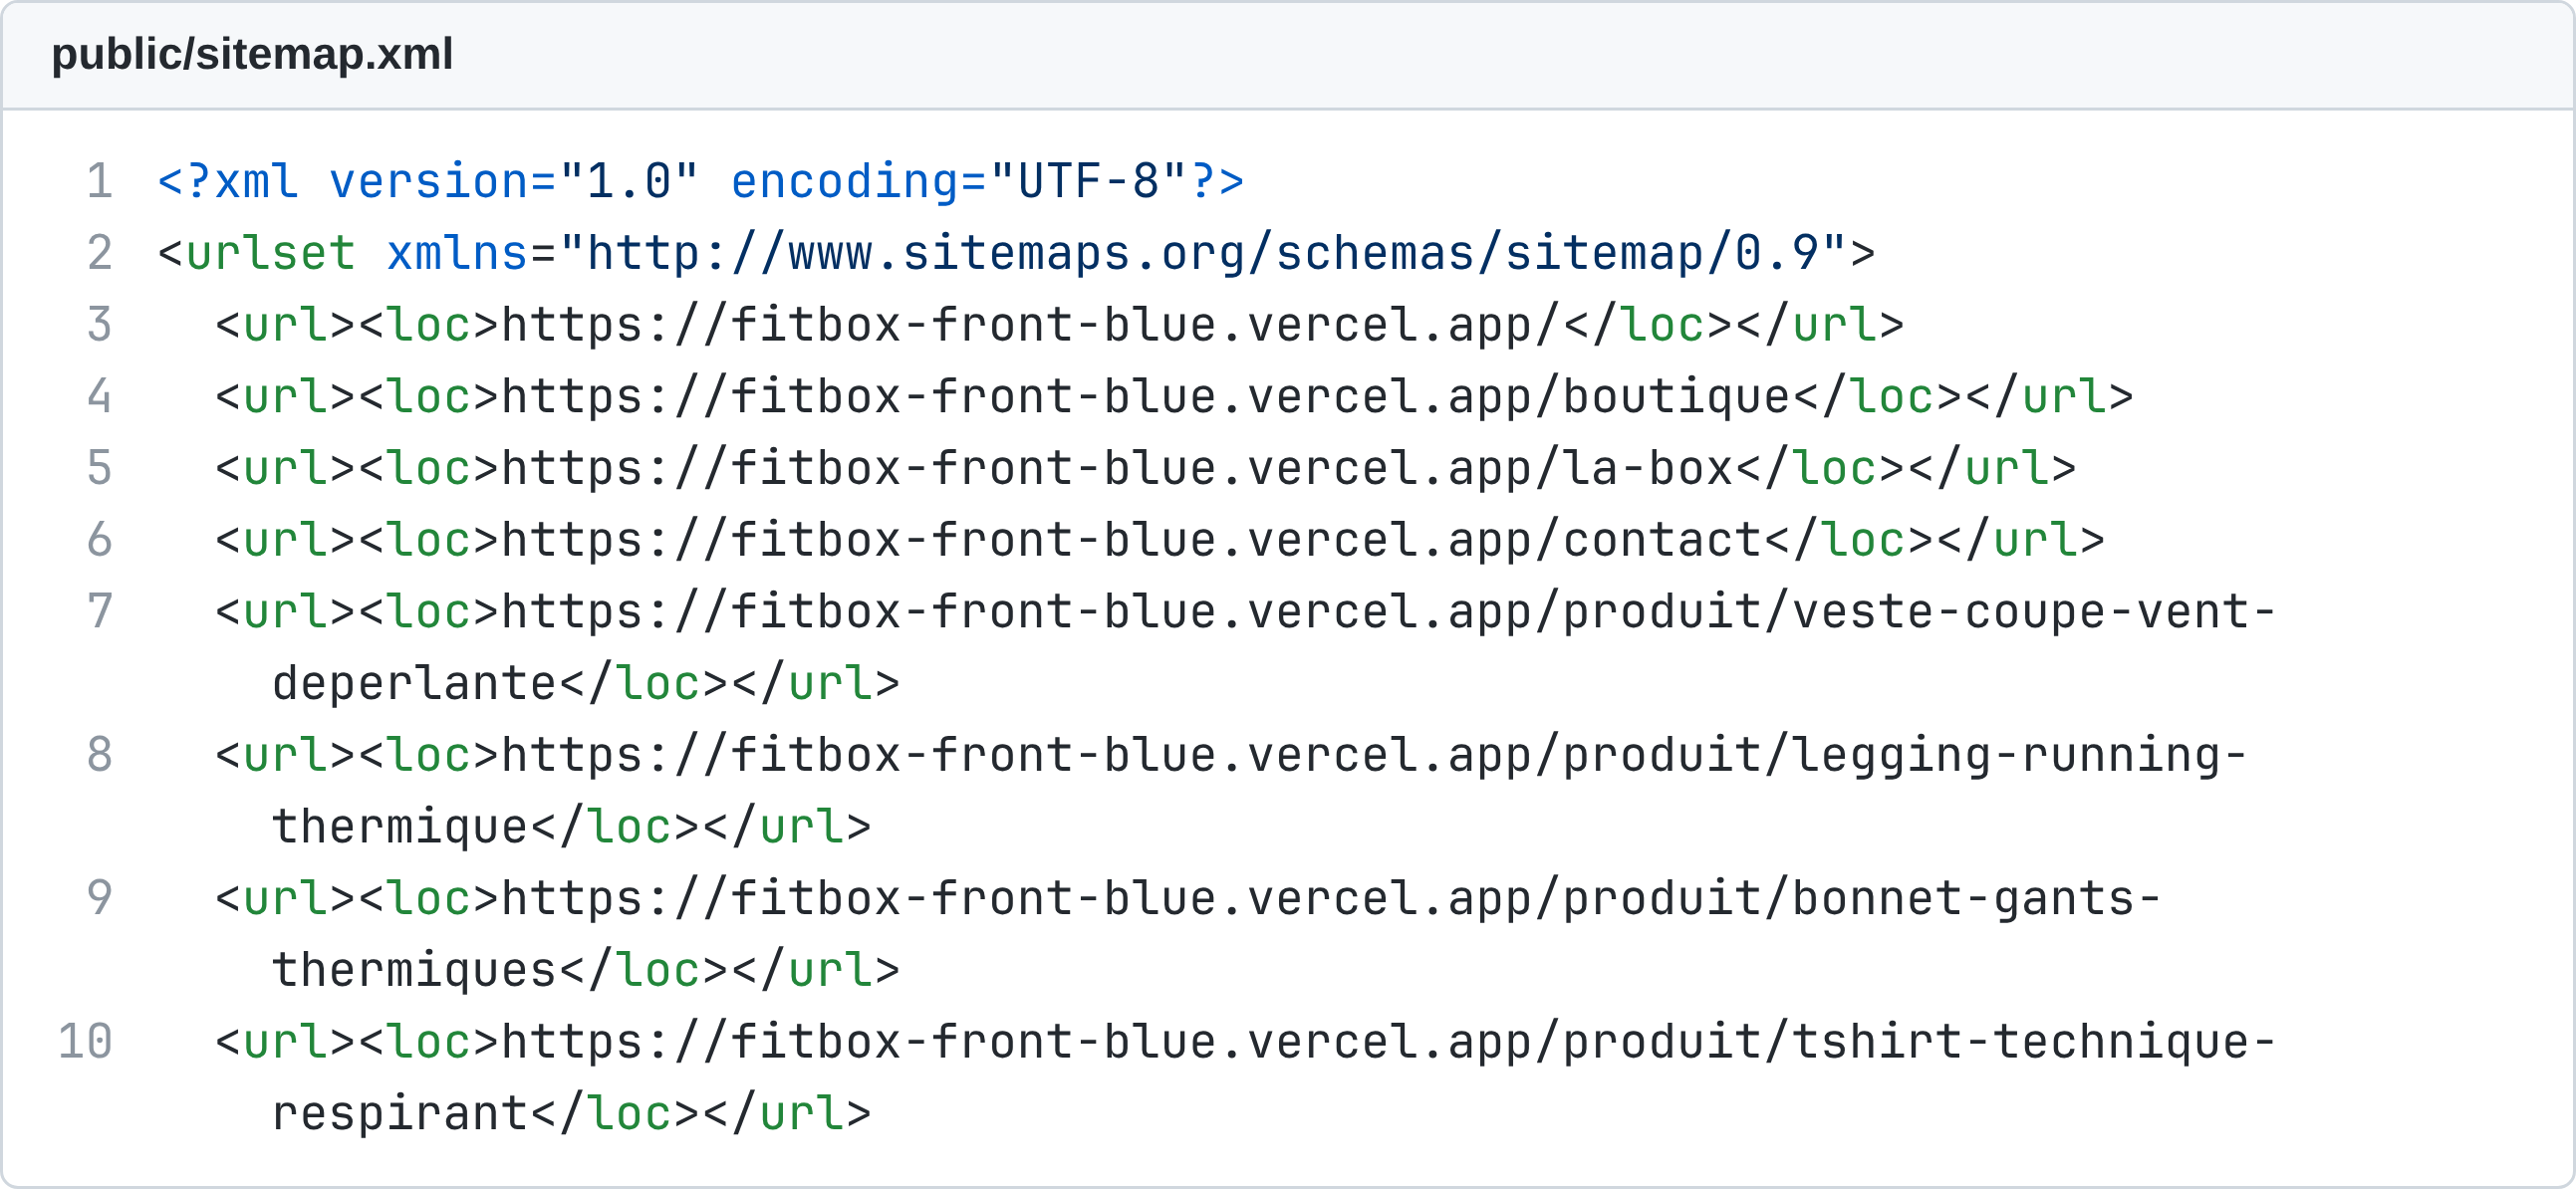 public/sitemap.xml
1 <?xml version="1.0" encoding="UTF-8"?>
2 <urlset xmlns="http://www.sitemaps.org/schemas/sitemap/0.9">
3 <url><loc>https://fitbox-front-blue.vercel.app/</loc></url>
4 <url><loc>https://fitbox-front-blue.vercel.app/boutique</loc></url>
5 <url><loc>https://fitbox-front-blue.vercel.app/la-box</loc></url>
6 <url><loc>https://fitbox-front-blue.vercel.app/contact</loc></url>
7 <url><loc>https://fitbox-front-blue.vercel.app/produit/veste-coupe-vent-
deperlante</loc></url>
8 <url><loc>https://fitbox-front-blue.vercel.app/produit/legging-running-
thermique</loc></url>
9 <url><loc>https://fitbox-front-blue.vercel.app/produit/bonnet-gants-
thermiques</loc></url>
10 <url><loc>https://fitbox-front-blue.vercel.app/produit/tshirt-technique-
respirant</loc></url>